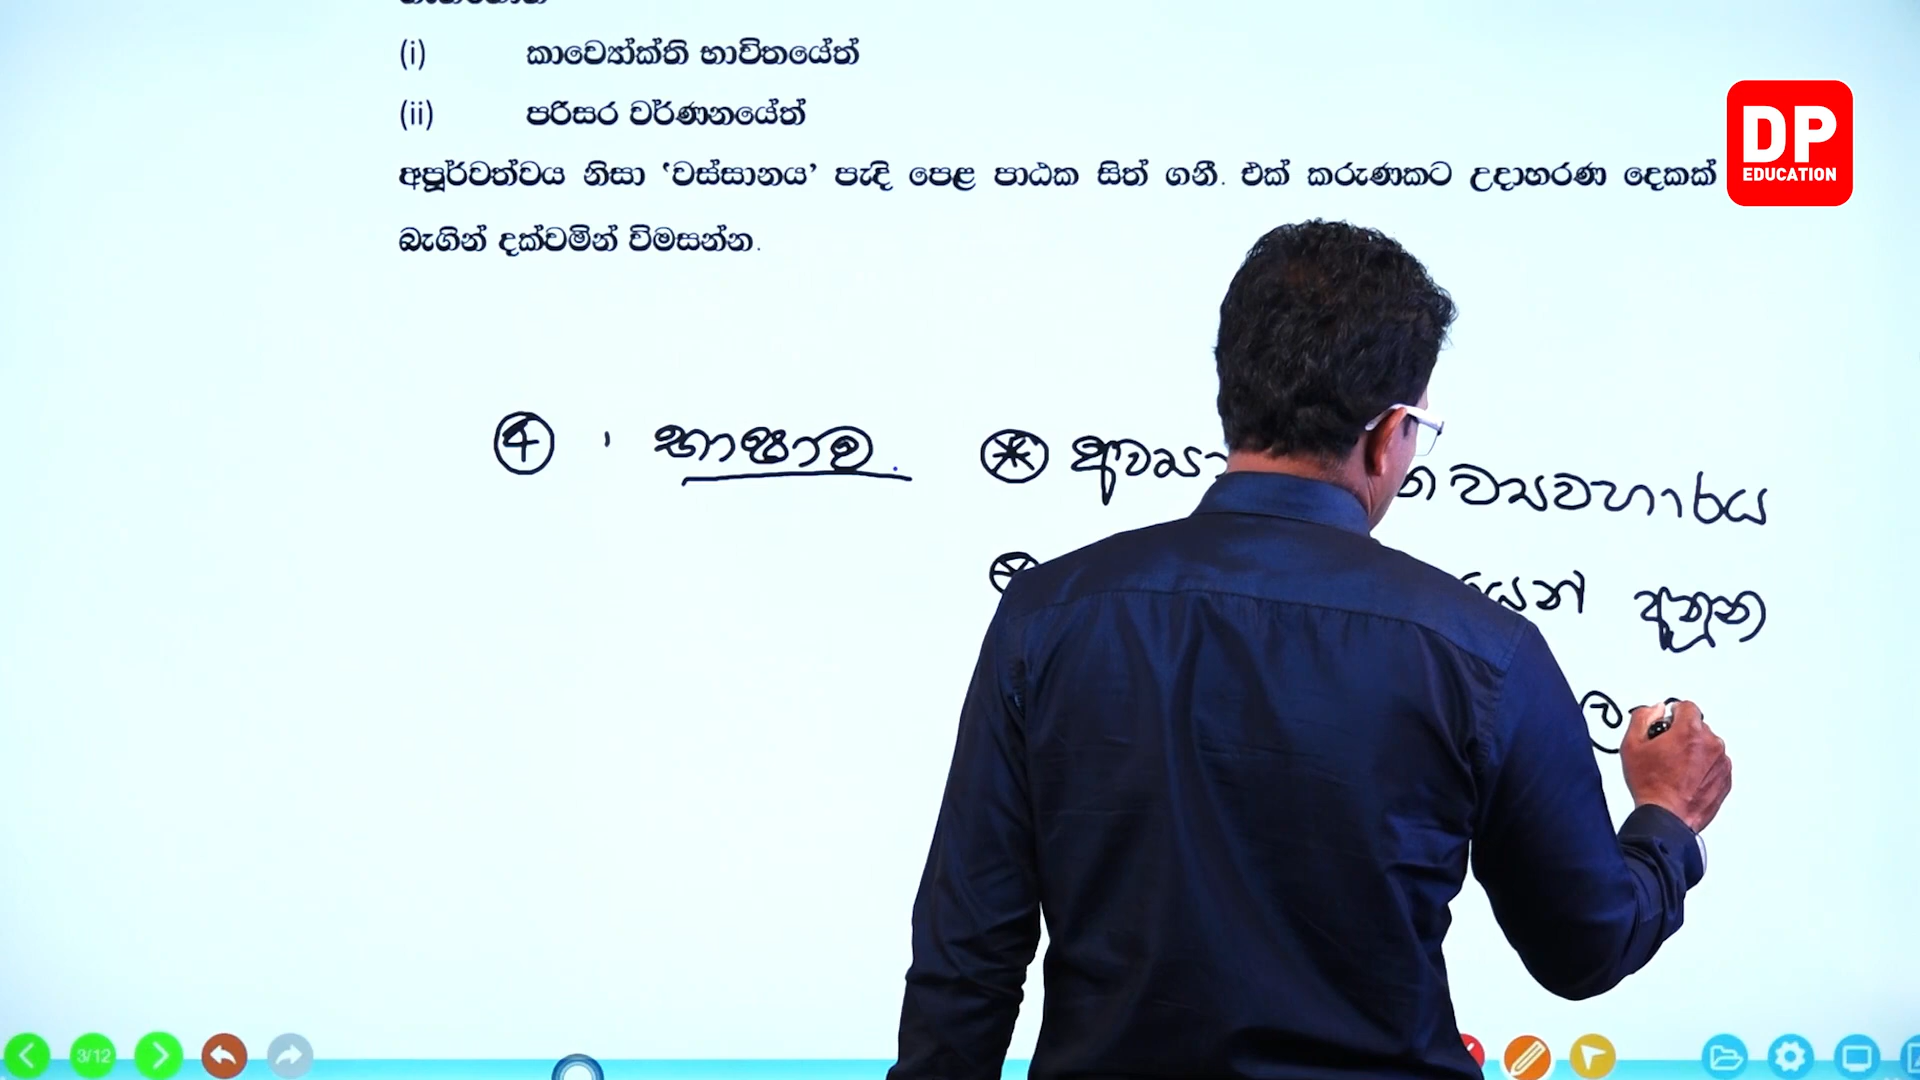 (i) කාව්‍යෝක්ති භාවිතයේත්
(ii) පරිසර වර්ණනයේත්
අපූර්වත්වය නිසා ‘වස්සානය’ පැදි පෙළ පාඨක සිත් ගනී. එක් කරුණකට උදාහරණ දෙකක්
බැගින් දක්වමින් විමසන්න.
DP
EDUCATION
4 භාෂාව.
ව්‍යවහාරය
අනූන
3/12